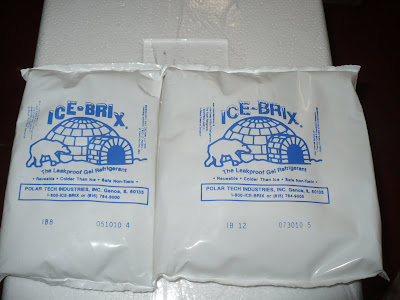 ICE-BRIX
The Leakproof Gel Refrigerant
• Reusable • Colder Than Ice • Safe Non-Toxic •
POLAR TECH INDUSTRIES, INC. Genoa, IL 60135
1-800-ICE-BRIX or (815) 784-9000
IB8 051010 4
ICE-BRIX
The Leakproof Gel Refrigerant
• Reusable • Colder Than Ice • Safe Non-Toxic •
POLAR TECH INDUSTRIES, INC. Genoa, IL 60135
1-800-ICE-BRIX or (815) 784-9000
IB 12 073010 5